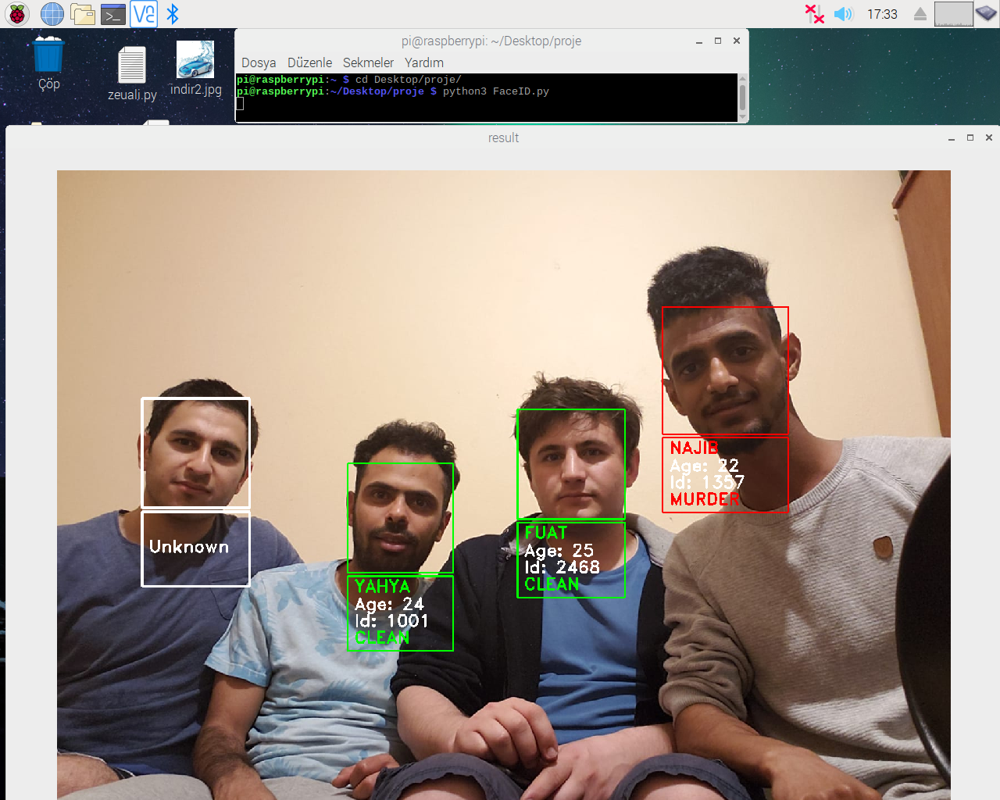 17:33
pi@raspberrypi: ~/Desktop/proje
Dosya Düzenle Sekmeler Yardım
pi@raspberrypi:~ $ cd Desktop/proje/
pi@raspberrypi:~/Desktop/proje $ python3 FaceID.py
Çöp
zeuali.py
indir2.jpg
result
Unknown
YAHYA
Age: 24
Id: 1001
CLEAN
FUAT
Age: 25
Id: 2468
CLEAN
NAJIB
Age: 22
Id: 1357
MURDER